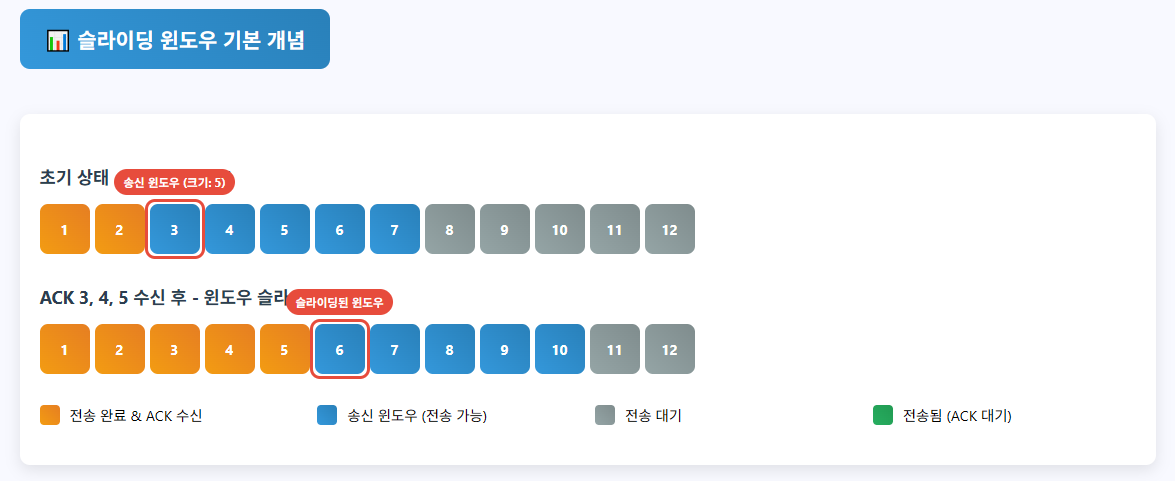 📊 슬라이딩 윈도우 기본 개념
초기 상태
송신 윈도우 (크기: 5)
1 2 3 4 5 6 7 8 9 10 11 12
ACK 3, 4, 5 수신 후 - 윈도우 슬라
슬라이딩된 윈도우
1 2 3 4 5 6 7 8 9 10 11 12
전송 완료 & ACK 수신 송신 윈도우 (전송 가능) 전송 대기 전송됨 (ACK 대기)